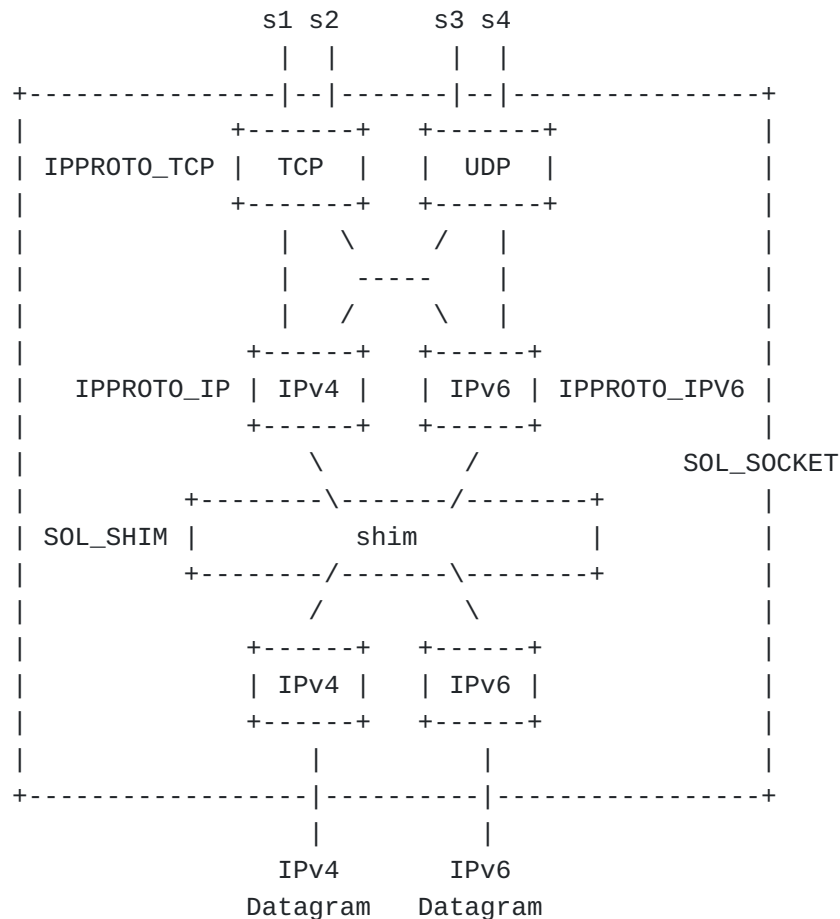 s1 s2 s3 s4
IPPROTO_TCP TCP UDP
IPPROTO_IP IPv4 IPv6 IPPROTO_IPV6
SOL_SOCKET
SOL_SHIM shim
IPv4 IPv6
IPv4 IPv6
Datagram Datagram